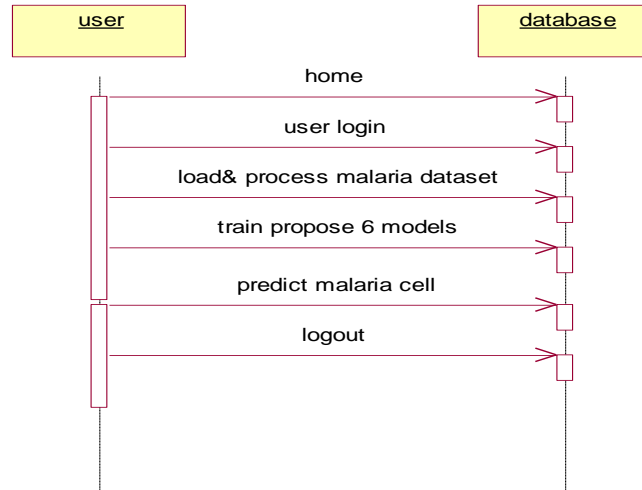 user
database
home
user login
load& process malaria dataset
train propose 6 models
predict malaria cell
logout